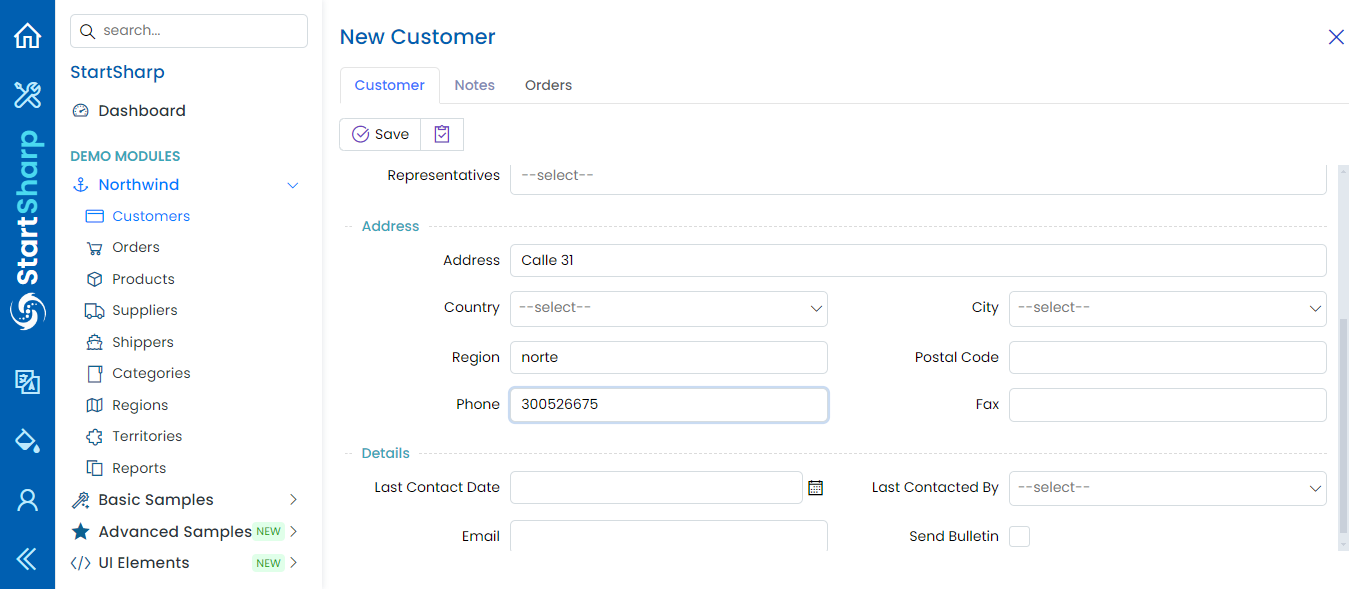 search...
StartSharp
Dashboard
DEMO MODULES
Northwind
Customers
Orders
Products
Suppliers
Shippers
Categories
Regions
Territories
Reports
Basic Samples
Advanced Samples NEW
UI Elements NEW
StartSharp
New Customer
Customer Notes Orders
Save
Representatives --select--
Address
Address Calle 31
Country --select-- City --select--
Region norte Postal Code
Phone 300526675 Fax
Details
Last Contact Date Last Contacted By --select--
Email Send Bulletin